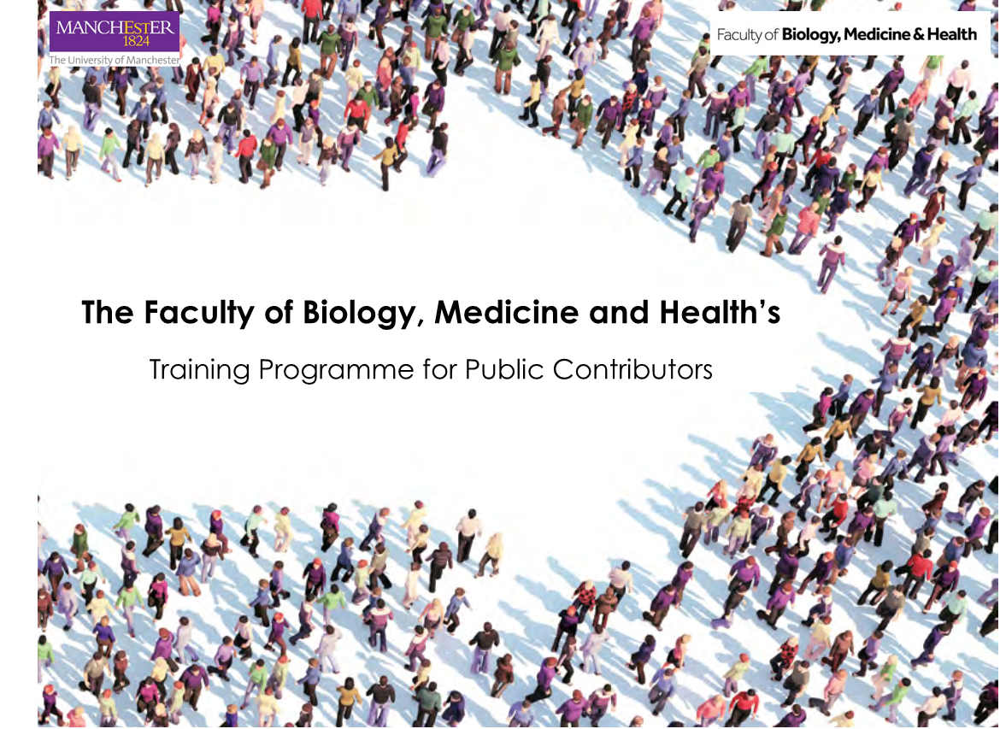 MANCHESTER
1824
The University of Manchester
Faculty of Biology, Medicine & Health
The Faculty of Biology, Medicine and Health’s
Training Programme for Public Contributors